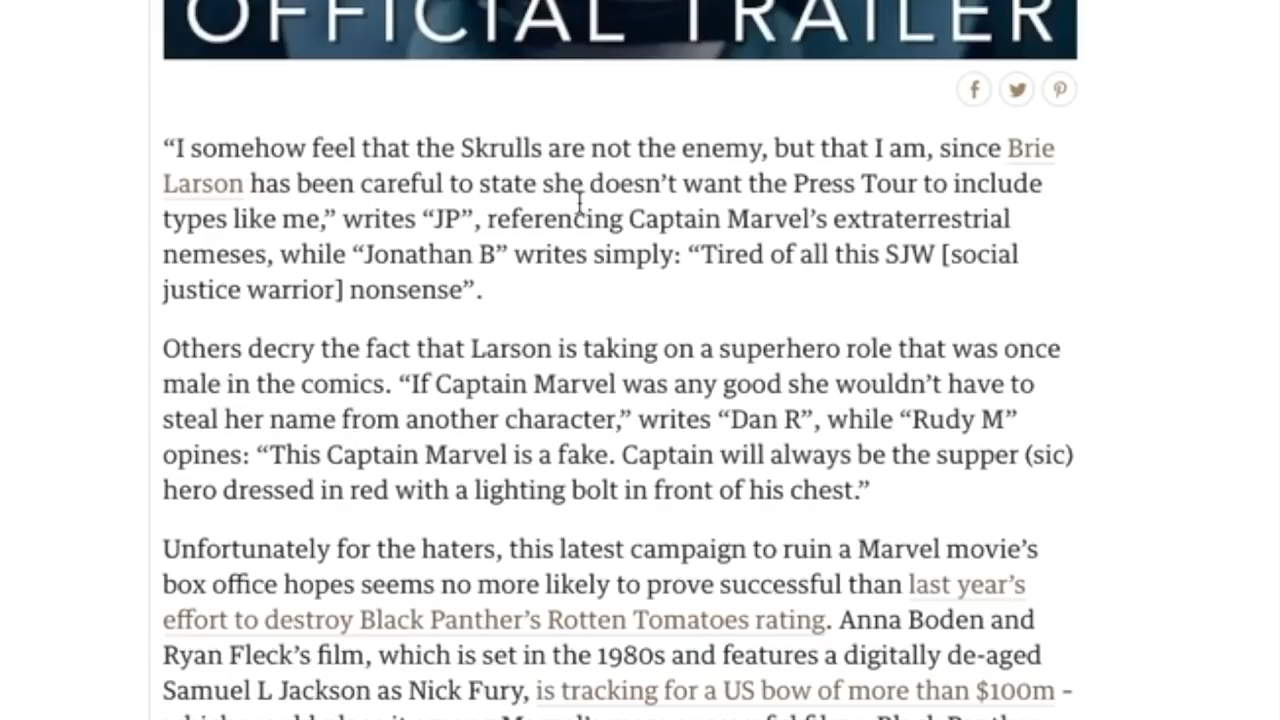 OFFICIAL TRAILER
“I somehow feel that the Skrulls are not the enemy, but that I am, since Brie
Larson has been careful to state she doesn’t want the Press Tour to include
types like me,” writes “JP”, referencing Captain Marvel’s extraterrestrial
nemeses, while “Jonathan B” writes simply: “Tired of all this SJW [social
justice warrior] nonsense”.
Others decry the fact that Larson is taking on a superhero role that was once
male in the comics. “If Captain Marvel was any good she wouldn’t have to
steal her name from another character,” writes “Dan R”, while “Rudy M”
opines: “This Captain Marvel is a fake. Captain will always be the supper (sic)
hero dressed in red with a lighting bolt in front of his chest.”
Unfortunately for the haters, this latest campaign to ruin a Marvel movie’s
box office hopes seems no more likely to prove successful than last year’s
effort to destroy Black Panther’s Rotten Tomatoes rating. Anna Boden and
Ryan Fleck’s film, which is set in the 1980s and features a digitally de-aged
Samuel L Jackson as Nick Fury, is tracking for a US bow of more than $100m –